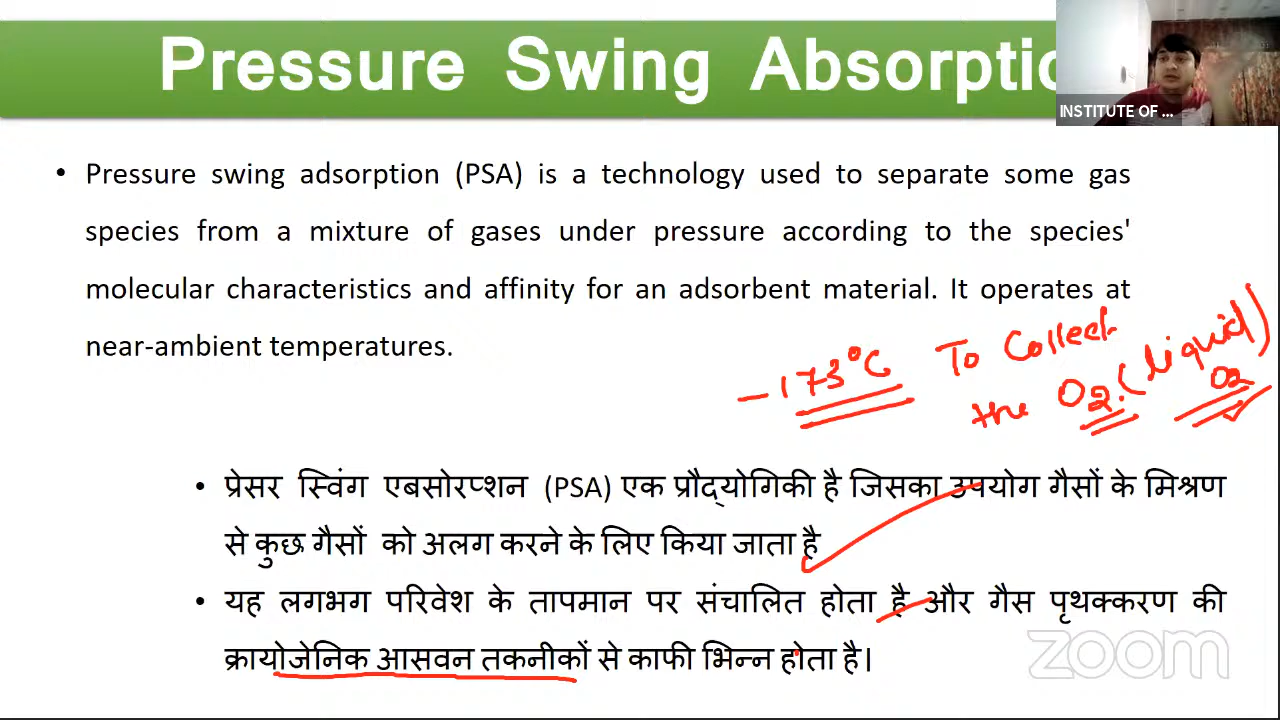 Pressure Swing Absorptio
INSTITUTE OF ...
• Pressure swing adsorption (PSA) is a technology used to separate some gas
species from a mixture of gases under pressure according to the species'
molecular characteristics and affinity for an adsorbent material. It operates at
near-ambient temperatures.
-173°C To Collect
the O2. (liquid)
O2
• प्रेसर स्विंग एबसोरप्शन (PSA) एक प्रौद्योगिकी है जिसका उपयोग गैसों के मिश्रण
से कुछ गैसों को अलग करने के लिए किया जाता है
• यह लगभग परिवेश के तापमान पर संचालित होता है और गैस पृथक्करण की
क्रायोजेनिक आसवन तकनीकों से काफी भिन्न होता है।
zoom